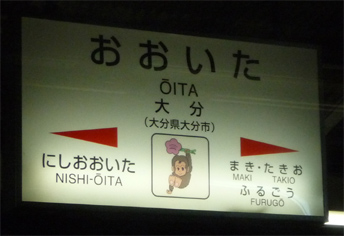 おおいた
ŌITA
大分
(大分県大分市)
にしおおいた
NISHI-ŌITA
まき・たきお
MAKI TAKIO
ふるごう
FURUGŌ